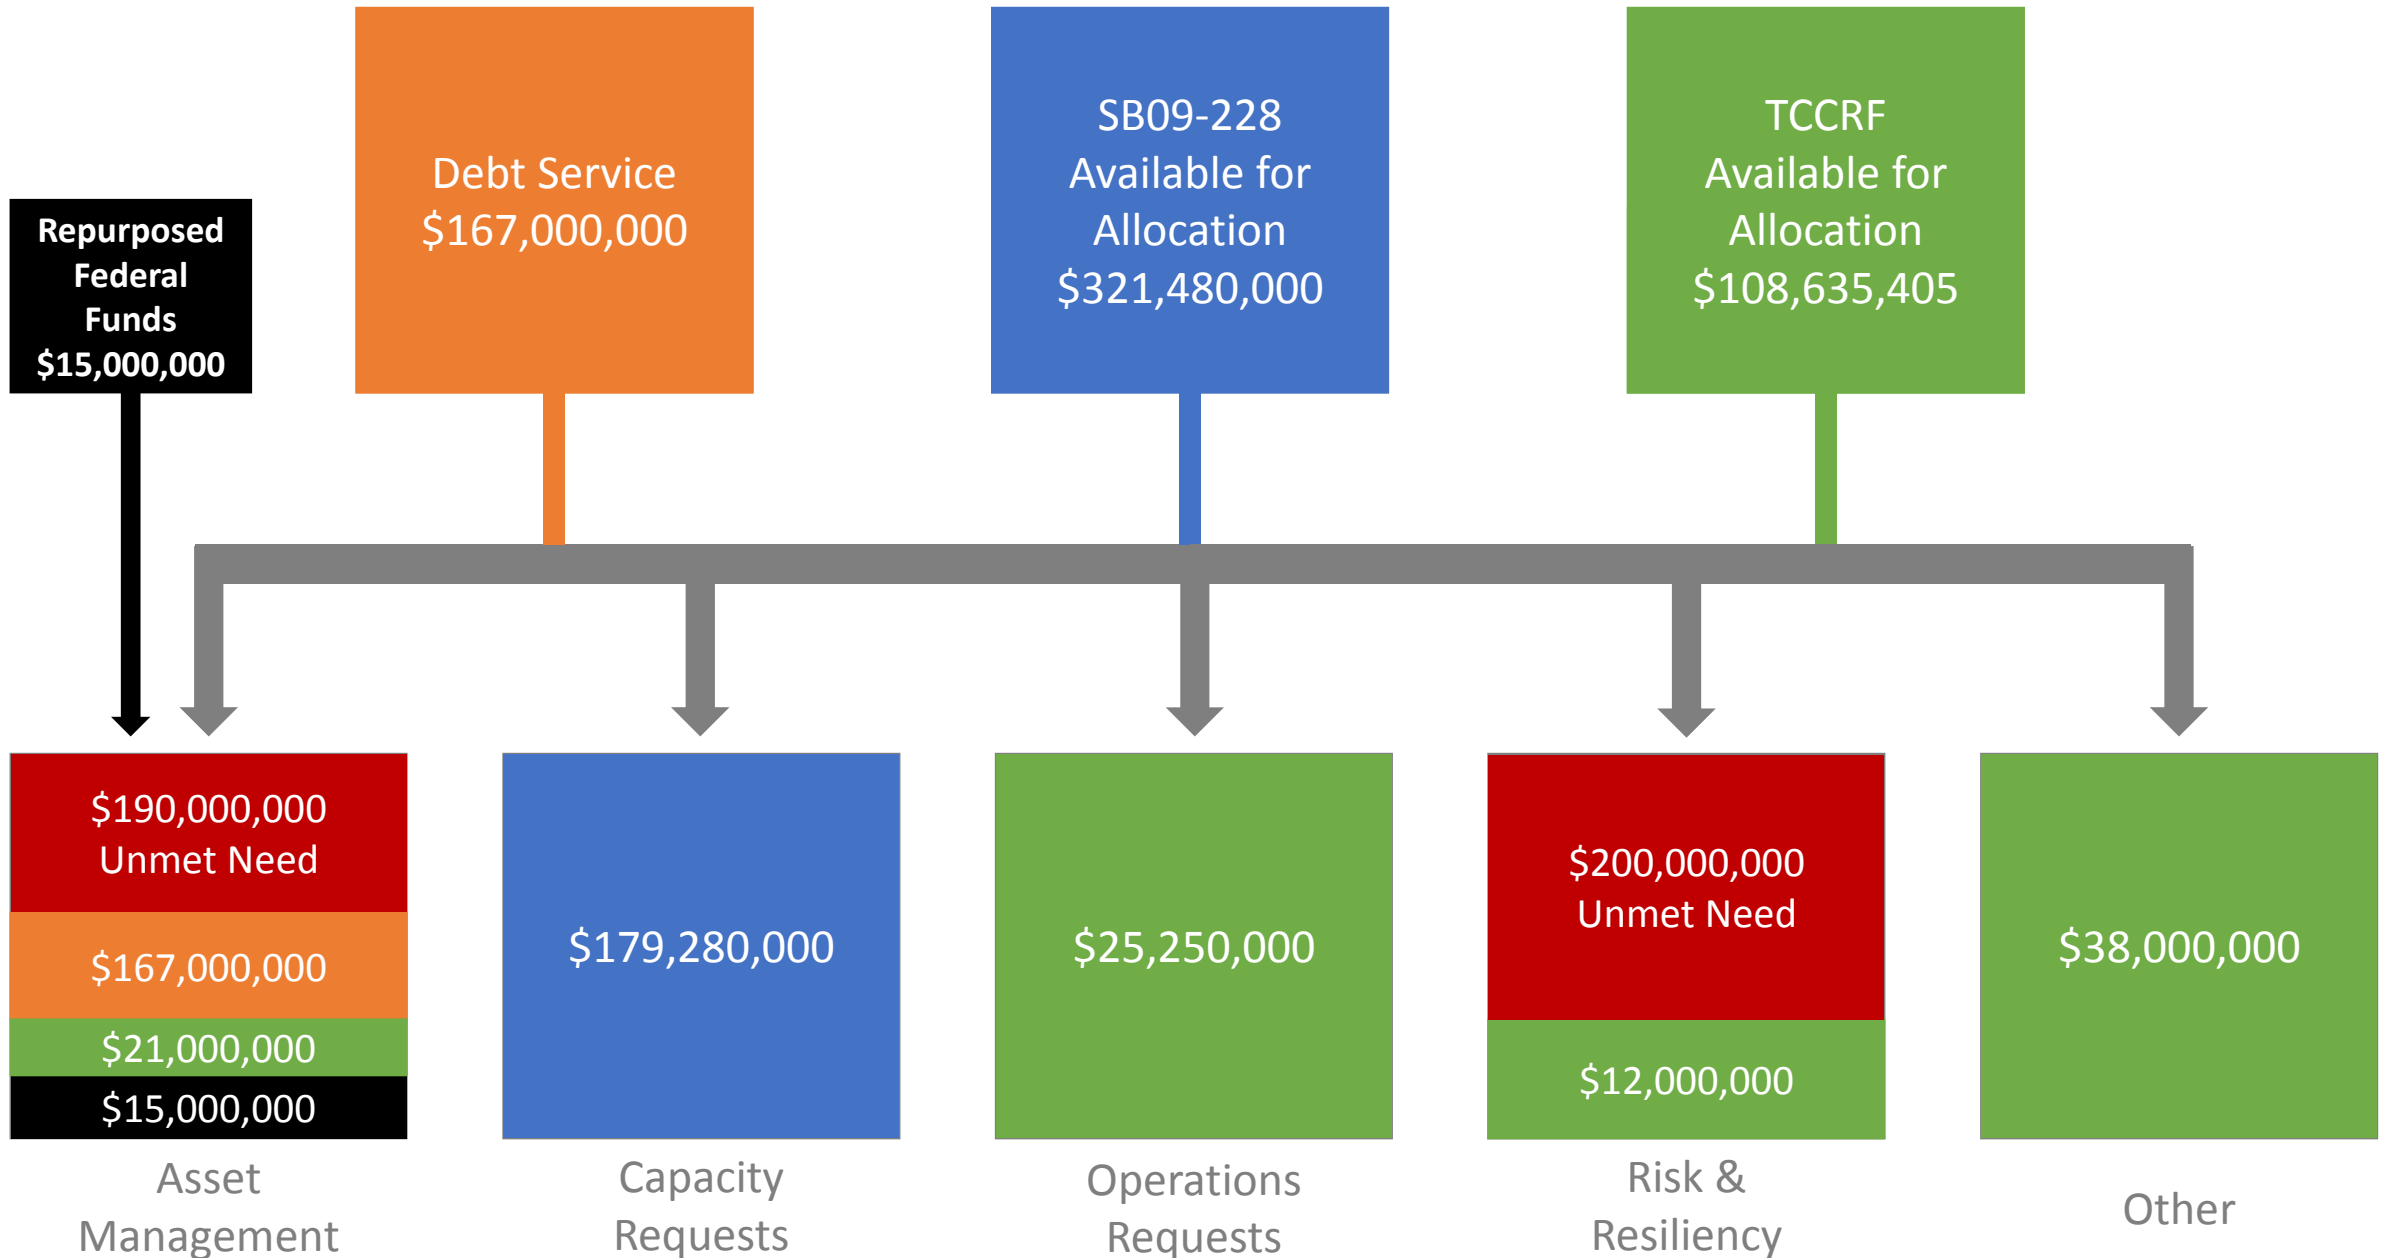 Repurposed
Federal
Funds
$15,000,000
Debt Service
$167,000,000
SB09-228
Available for
Allocation
$321,480,000
TCCRF
Available for
Allocation
$108,635,405
$190,000,000
Unmet Need
$167,000,000
$21,000,000
$15,000,000
Asset
Management
$179,280,000
Capacity
Requests
$25,250,000
Operations
Requests
$200,000,000
Unmet Need
$12,000,000
Risk &
Resiliency
$38,000,000
Other